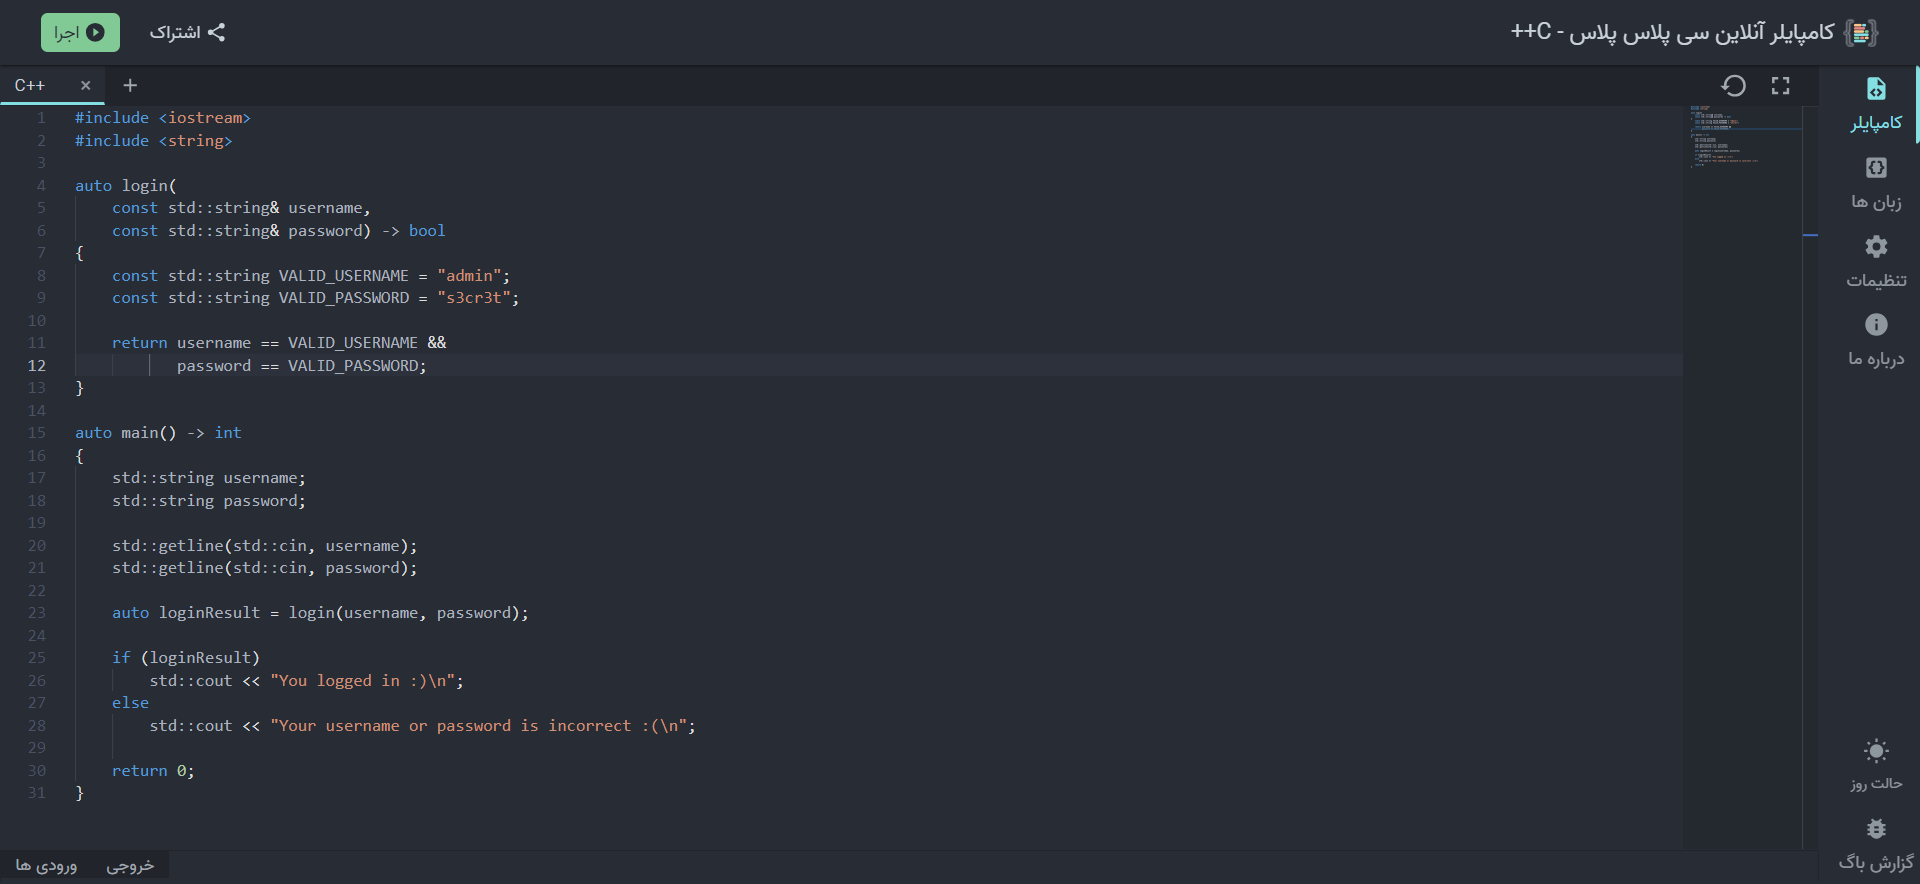 کامپایلر آنلاین سی پلاس پلاس - C++
اشتراک
اجرا
C++ × +
1 #include <iostream>
2 #include <string>
3
4 auto login(
5     const std::string& username,
6     const std::string& password) -> bool
7 {
8     const std::string VALID_USERNAME = "admin";
9     const std::string VALID_PASSWORD = "s3cr3t";
10
11     return username == VALID_USERNAME &&
12            password == VALID_PASSWORD;
13 }
14
15 auto main() -> int
16 {
17     std::string username;
18     std::string password;
19
20     std::getline(std::cin, username);
21     std::getline(std::cin, password);
22
23     auto loginResult = login(username, password);
24
25     if (loginResult)
26         std::cout << "You logged in :)\n";
27     else
28         std::cout << "Your username or password is incorrect :(\n";
29
30     return 0;
31 }
کامپایلر
زبان ها
تنظیمات
درباره ما
حالت روز
گزارش باگ
خروجی
ورودی ها